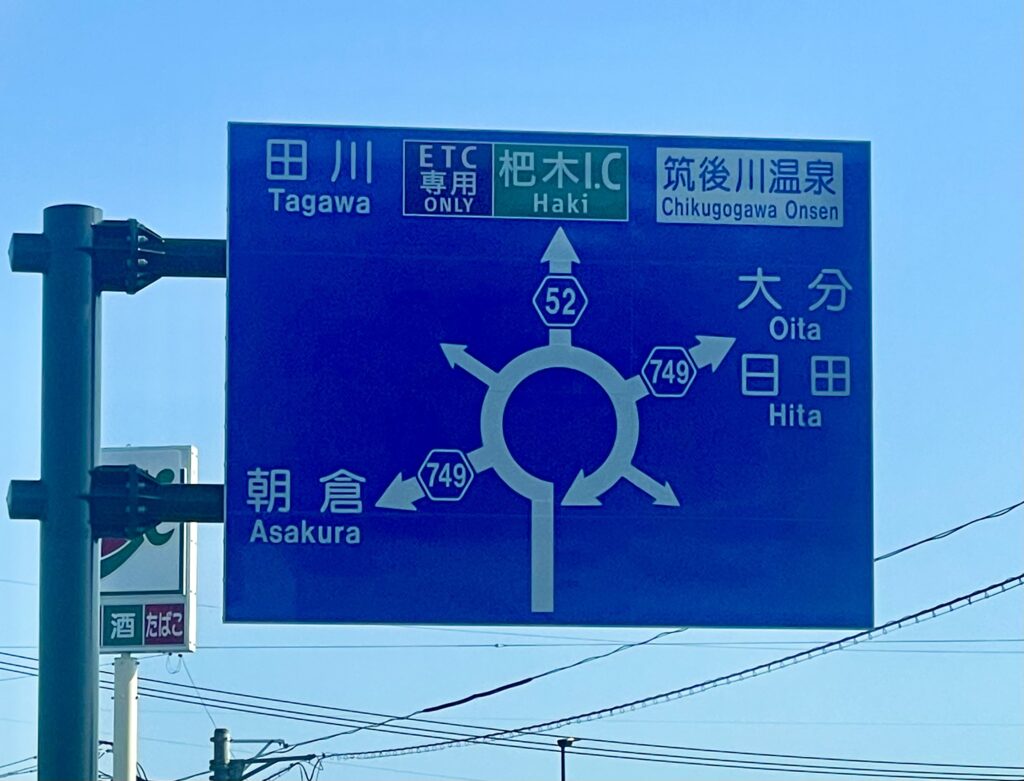 田川
Tagawa
ETC
専用
ONLY
杷木I.C
Haki
筑後川温泉
Chikugogawa Onsen
52
大分
Oita
749
日田
Hita
749
朝倉
Asakura
酒 たばこ